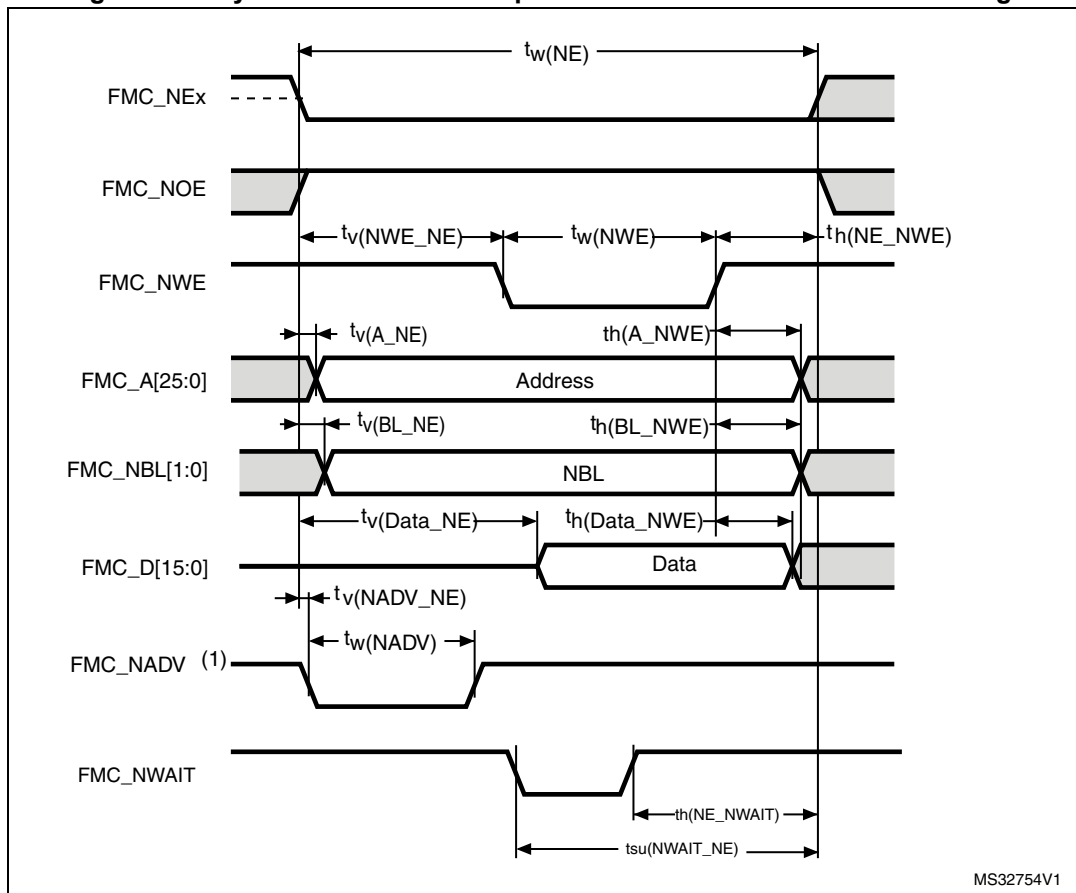 tw(NE)
FMC_NEx
FMC_NOE
tv(NWE_NE)
tw(NWE)
th(NE_NWE)
FMC_NWE
tv(A_NE)
th(A_NWE)
FMC_A[25:0]
Address
tv(BL_NE)
th(BL_NWE)
FMC_NBL[1:0]
NBL
tv(Data_NE)
th(Data_NWE)
FMC_D[15:0]
Data
tv(NADV_NE)
tw(NADV)
FMC_NADV (1)
FMC_NWAIT
th(NE_NWAIT)
tsu(NWAIT_NE)
MS32754V1